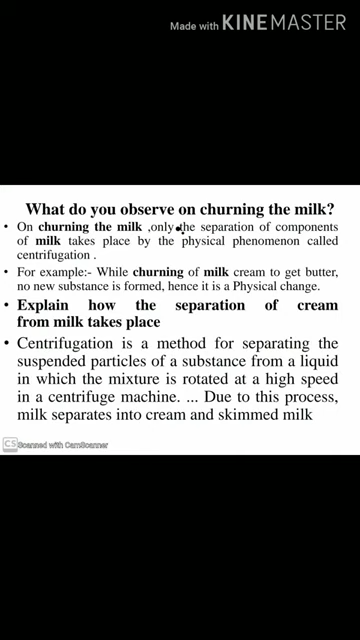 Made with KINEMASTER
What do you observe on churning the milk?
• On churning the milk ,only the separation of components
of milk takes place by the physical phenomenon called
centrifugation .
• For example:- While churning of milk cream to get butter,
no new substance is formed, hence it is a Physical change.
• Explain how the separation of cream
from milk takes place
• Centrifugation is a method for separating the
suspended particles of a substance from a liquid
in which the mixture is rotated at a high speed
in a centrifuge machine. ... Due to this process,
milk separates into cream and skimmed milk
CS Scanned with CamScanner